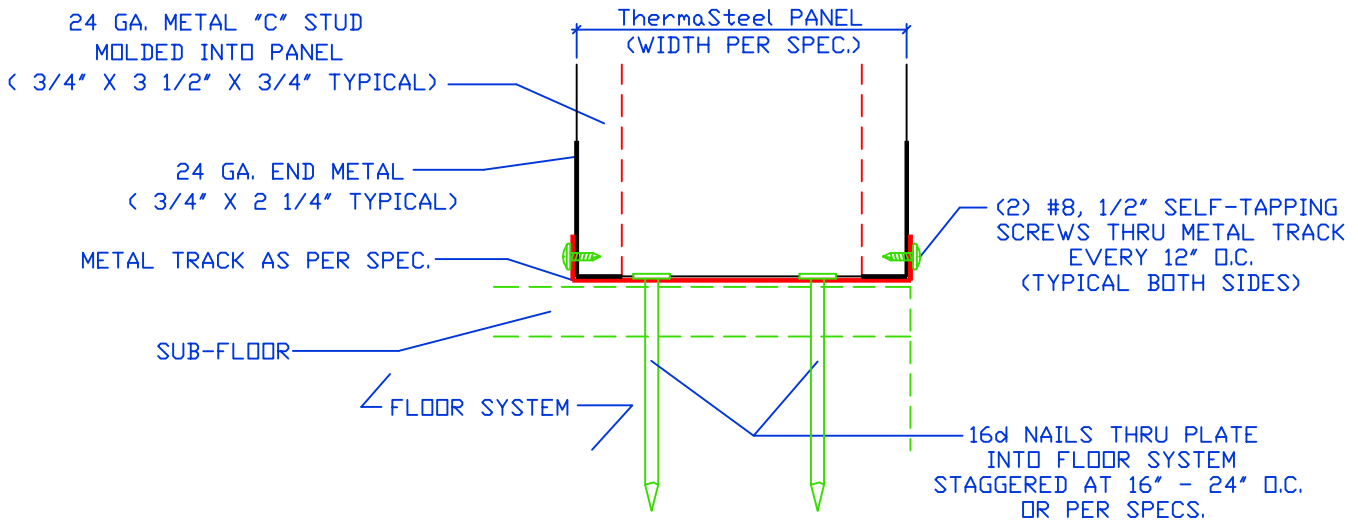 24 GA. METAL "C" STUD
MOLDED INTO PANEL
( 3/4" X 3 1/2" X 3/4" TYPICAL)
ThermaSteel PANEL
(WIDTH PER SPEC.)
24 GA. END METAL
( 3/4" X 2 1/4" TYPICAL)
METAL TRACK AS PER SPEC.
(2) #8, 1/2" SELF-TAPPING
SCREWS THRU METAL TRACK
EVERY 12" O.C.
(TYPICAL BOTH SIDES)
SUB-FLOOR
FLOOR SYSTEM
16d NAILS THRU PLATE
INTO FLOOR SYSTEM
STAGGERED AT 16" - 24" O.C.
OR PER SPECS.